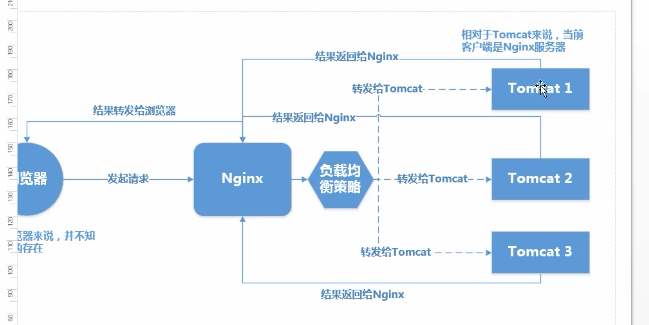 相对于Tomcat来说，当前
客户端是Nginx服务器
结果返回给Nginx
转发给Tomcat
Tomcat 1
结果转发给浏览器
结果返回给Nginx
览器
发起请求
Nginx
负载均
衡策略
转发给Tomcat
Tomcat 2
览器来说，并不知
的存在
转发给Tomcat
Tomcat 3
结果返回给Nginx